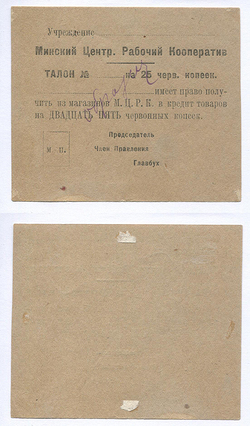 Учреждение
Минский Центр. Рабочий Кооператив
ТАЛОН № на 25 черв. копеек.
имеет право полу-
чить из магазинов М. Ц. Р. К. в кредит товаров
на ДВАДЦАТЬ ПЯТЬ червонных копеек.
Председатель
М. П. Член Правления
Главбух